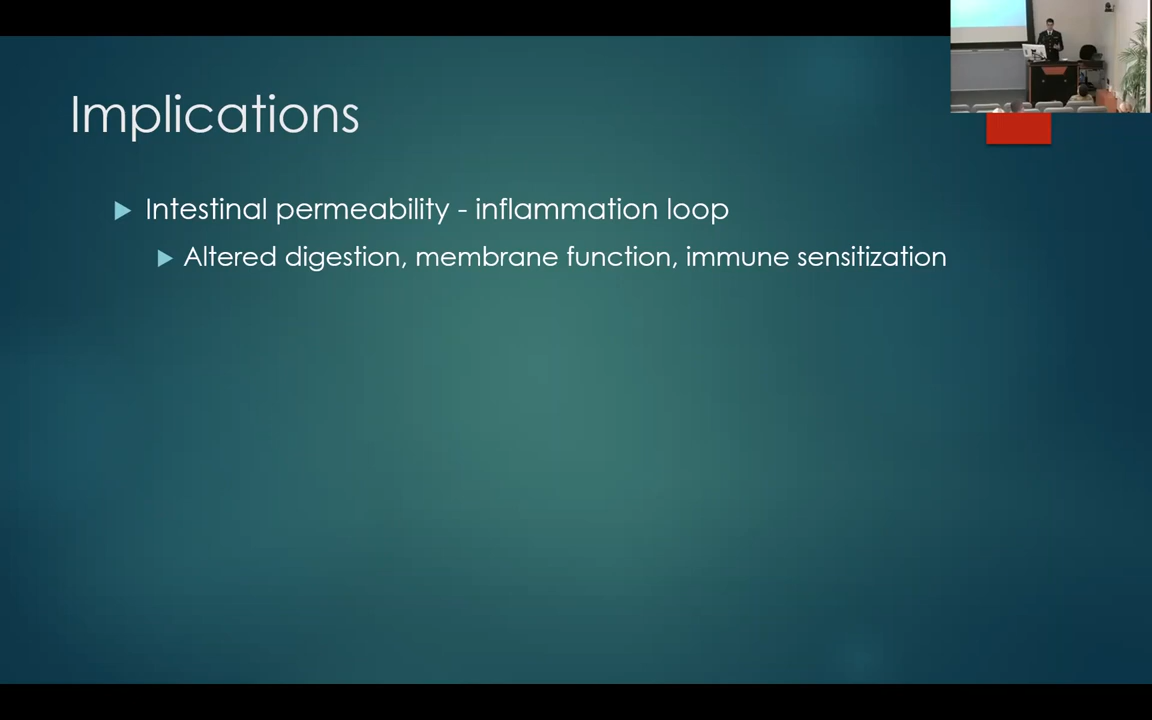 Implications
Intestinal permeability - inflammation loop
Altered digestion, membrane function, immune sensitization